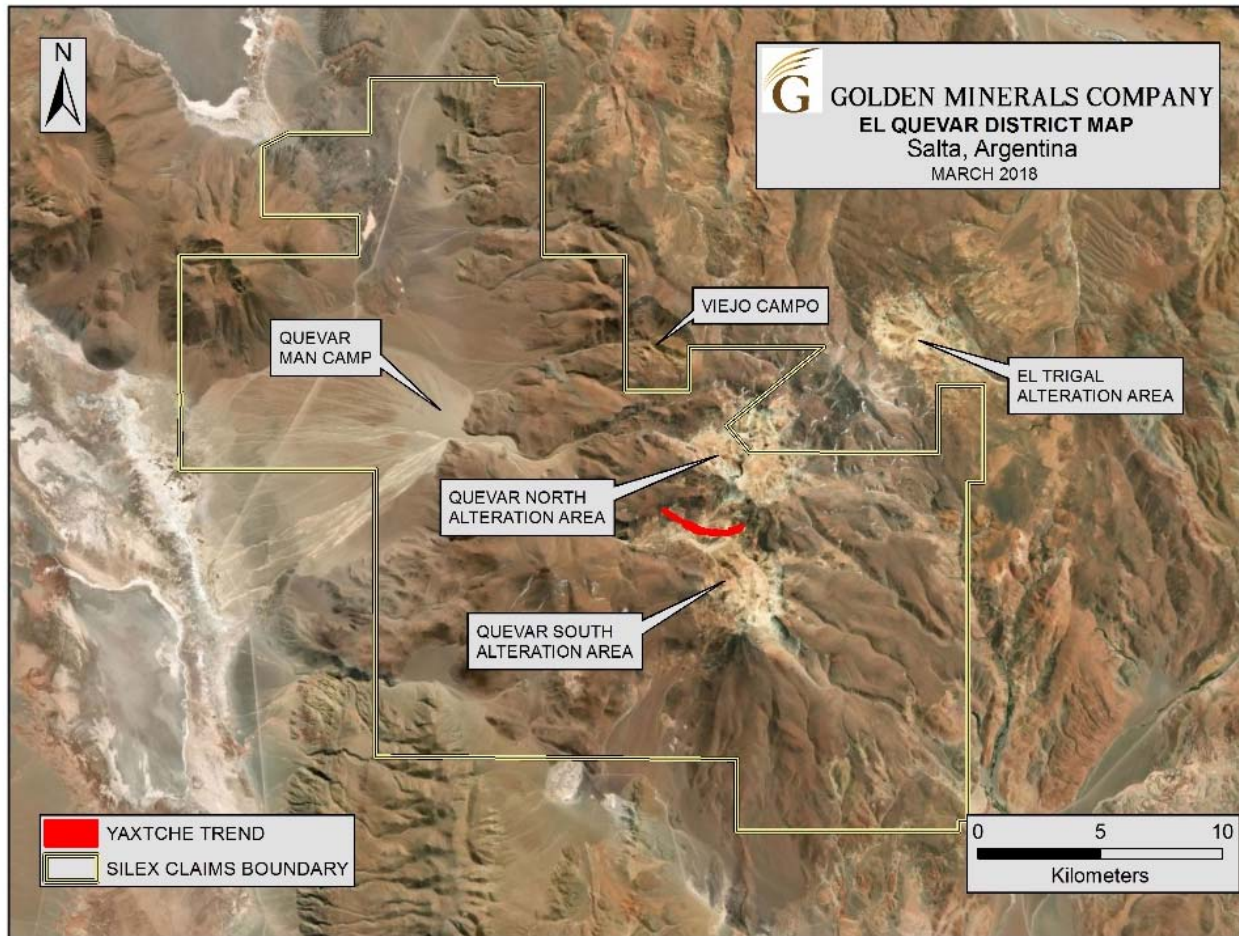 N
G
GOLDEN MINERALS COMPANY
EL QUEVAR DISTRICT MAP
Salta, Argentina
MARCH 2018
VIEJO CAMPO
QUEVAR
MAN CAMP
EL TRIGAL
ALTERATION AREA
QUEVAR NORTH
ALTERATION AREA
QUEVAR SOUTH
ALTERATION AREA
YAXTCHE TREND
SILEX CLAIMS BOUNDARY
0 5 10
Kilometers